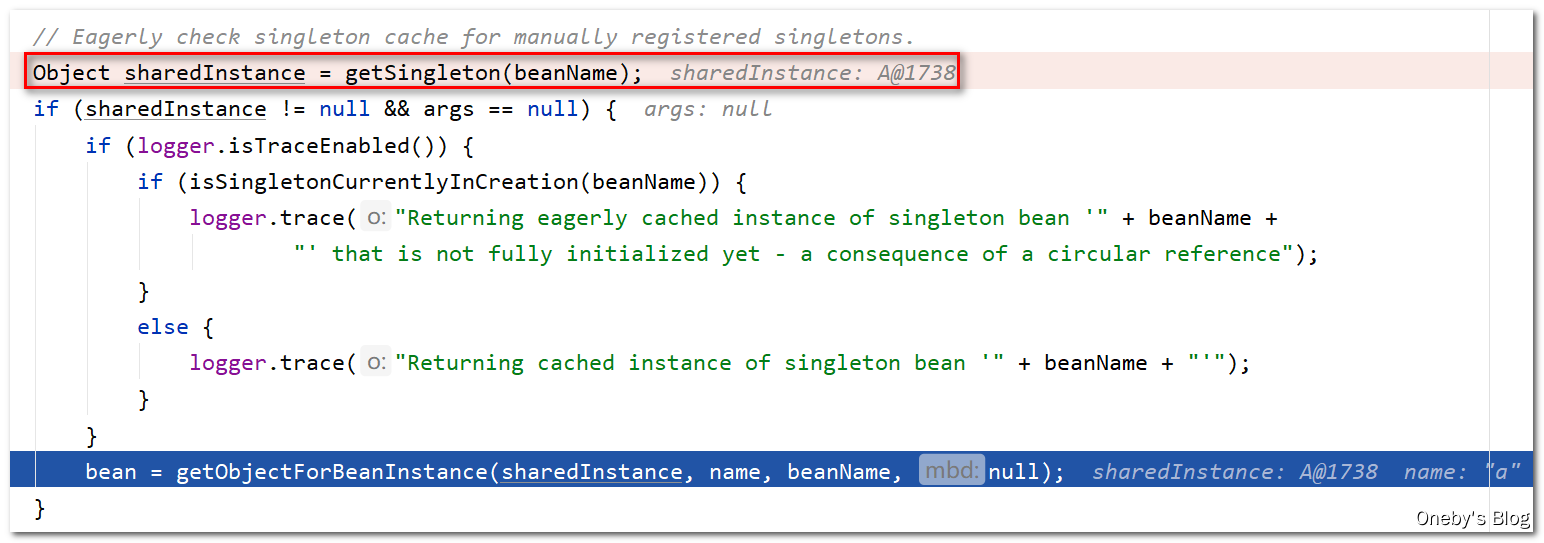 // Eagerly check singleton cache for manually registered singletons.
Object sharedInstance = getSingleton(beanName);  sharedInstance: A@1738
if (sharedInstance != null && args == null) {  args: null
if (logger.isTraceEnabled()) {
if (isSingletonCurrentlyInCreation(beanName)) {
logger.trace( o: "Returning eagerly cached instance of singleton bean '" + beanName +
"' that is not fully initialized yet - a consequence of a circular reference");
}
else {
logger.trace( o: "Returning cached instance of singleton bean '" + beanName + "'");
}
}
bean = getObjectForBeanInstance(sharedInstance, name, beanName, mbd: null);  sharedInstance: A@1738  name: "a"
}
Oneby's Blog